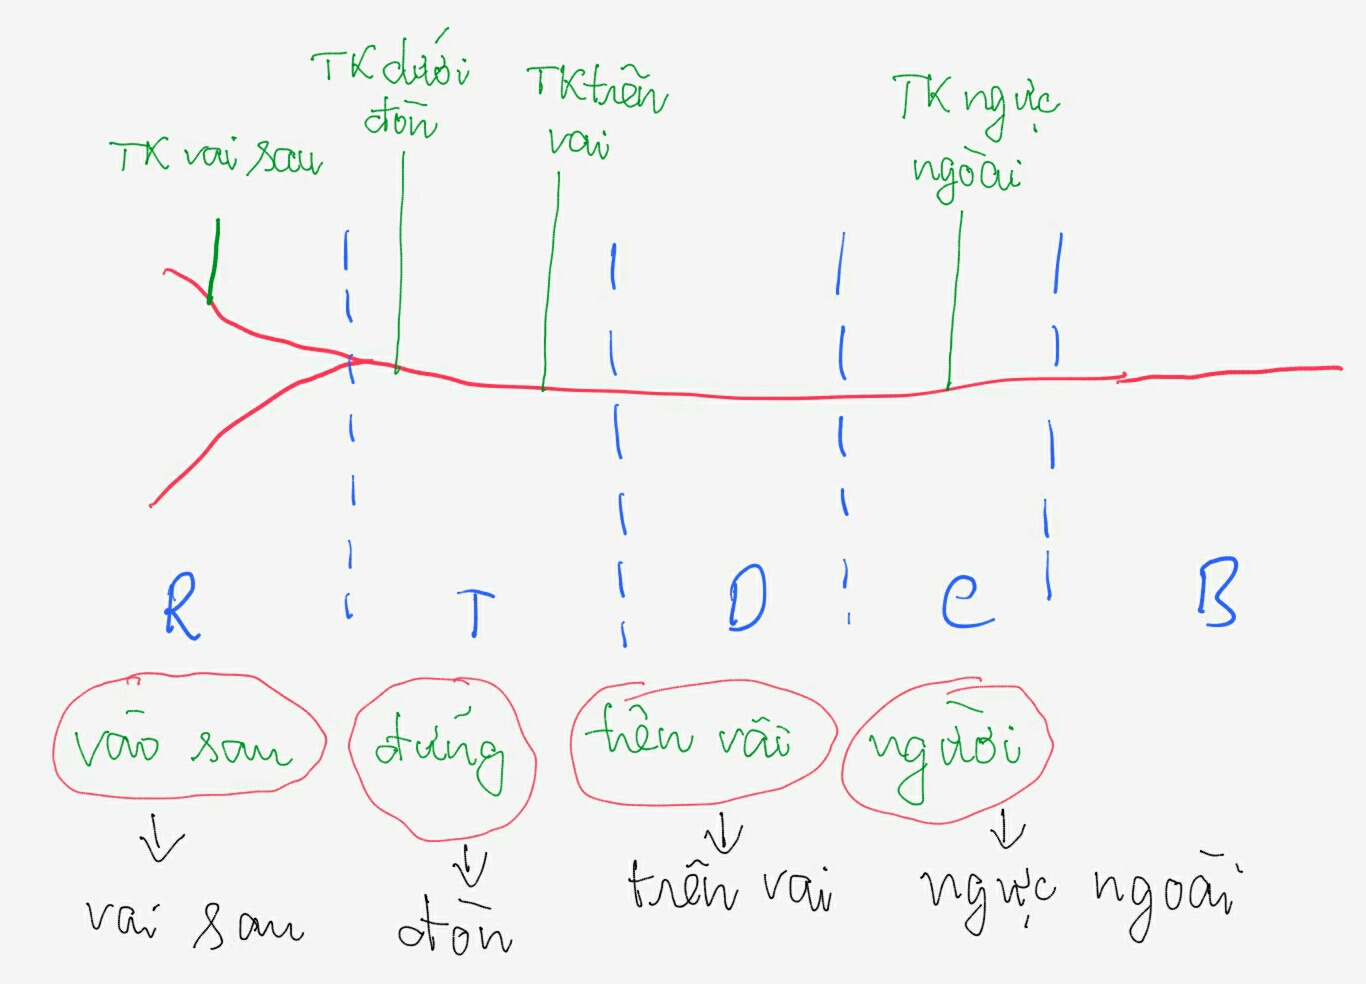 TK dưới
đòn
TK trên
vai
TK ngực
ngoài
TK vai sau
R T D C B
vào sau đứng trên vai người
vai sau đòn trên vai ngực ngoài